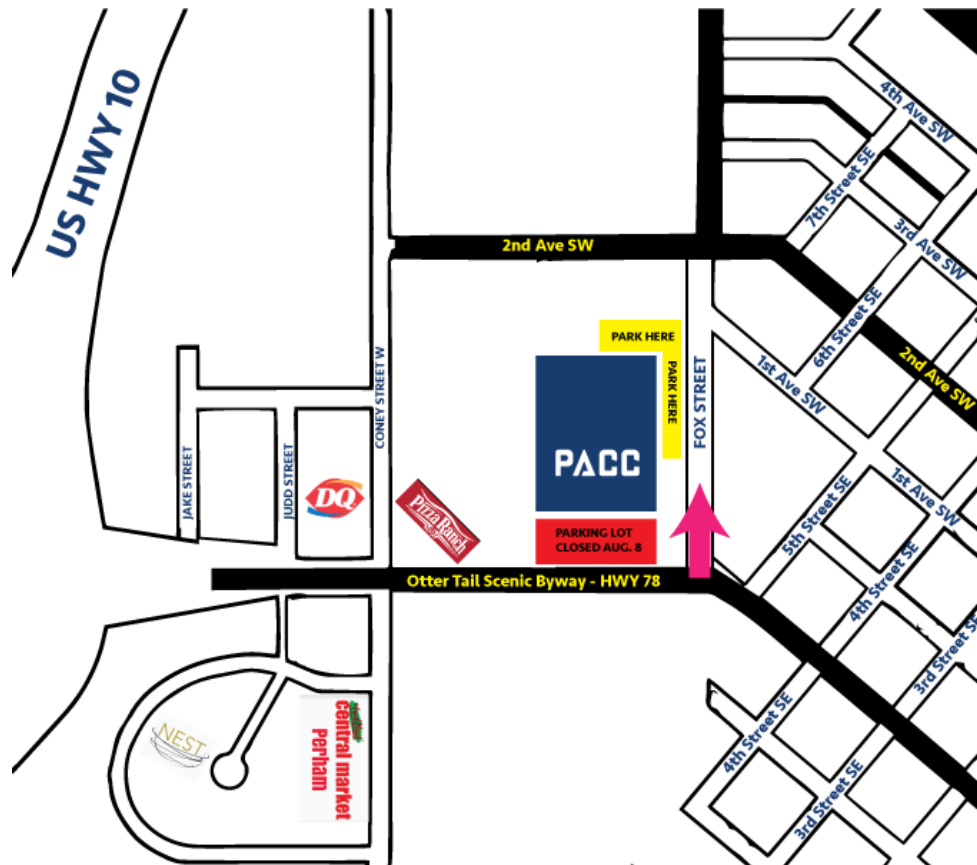 US HWY 10
4th Ave SW
7th Street SE
3rd Ave SW
2nd Ave SW
6th Street SE
2nd Ave SW
PARK HERE
PARK HERE
1st Ave SW
FOX STREET
CONEY STREET W
JAKE STREET
JUDD STREET
DQ
Pizza Ranch
PACC
PARKING LOT
CLOSED AUG. 8
5th Street SE
1st Ave SW
4th Street SE
Otter Tail Scenic Byway - HWY 78
3rd Street SE
4th Street SE
3rd Street SE
NEST
Central market
Perham